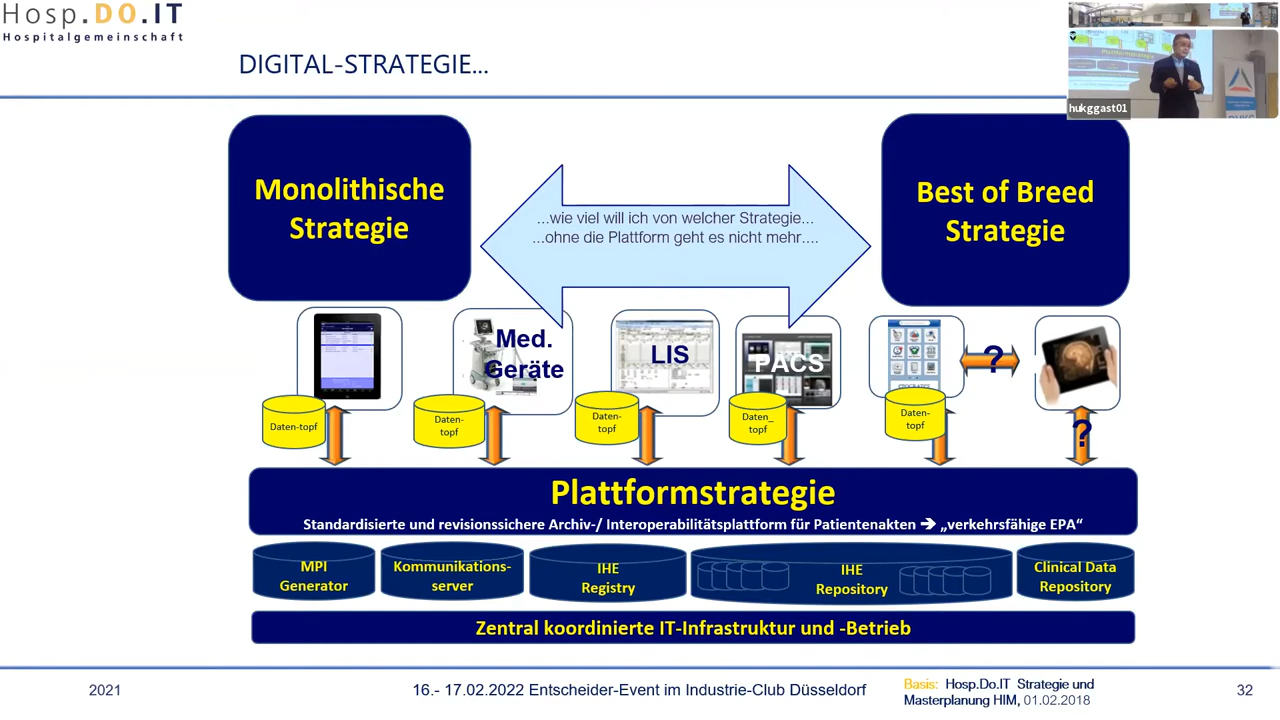 Hosp.DO.IT
Hospitalgemeinschaft
DIGITAL-STRATEGIE...
hukggast01
Monolithische
Strategie
...wie viel will ich von welcher Strategie...
...ohne die Plattform geht es nicht mehr....
Best of Breed
Strategie
Med.
Geräte
LIS
PACS
?
Daten-topf
Daten-
topf
Daten-
topf
Daten_
topf
Daten-
topf
?
Plattformstrategie
Standardisierte und revisionssichere Archiv-/ Interoperabilitätsplattform für Patientenakten ➔ „verkehrsfähige EPA“
MPI
Generator
Kommunikations-
server
IHE
Registry
IHE
Repository
Clinical Data
Repository
Zentral koordinierte IT-Infrastruktur und -Betrieb
2021
16.- 17.02.2022 Entscheider-Event im Industrie-Club Düsseldorf
Basis: Hosp.Do.IT Strategie und
Masterplanung HIM, 01.02.2018
32